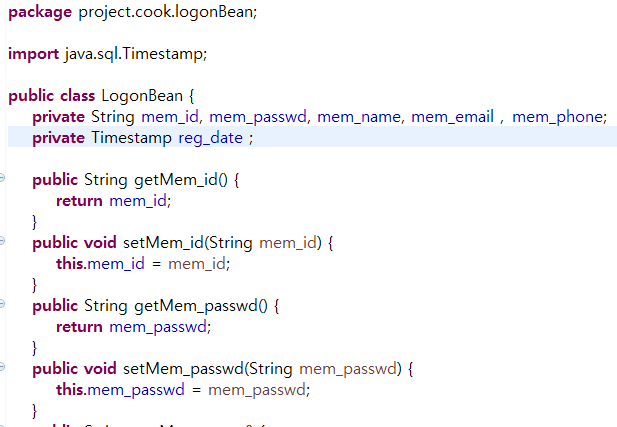 package project.cook.logonBean;
import java.sql.Timestamp;
public class LogonBean {
private String mem_id, mem_passwd, mem_name, mem_email , mem_phone;
private Timestamp reg_date ;
public String getMem_id() {
return mem_id;
}
public void setMem_id(String mem_id) {
this.mem_id = mem_id;
}
public String getMem_passwd() {
return mem_passwd;
}
public void setMem_passwd(String mem_passwd) {
this.mem_passwd = mem_passwd;
}